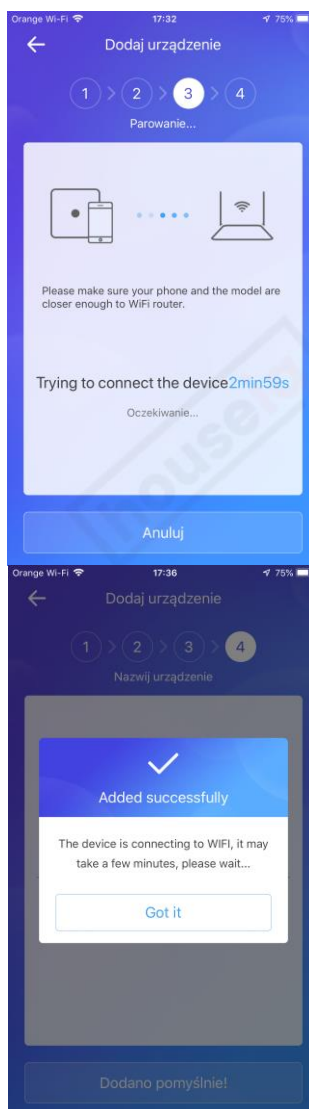 Orange Wi-Fi 17:32 75%
Dodaj urządzenie
1 > 2 > 3 > 4
Parowanie...
Please make sure your phone and the model are
closer enough to WiFi router.
Trying to connect the device2min59s
Oczekiwanie...
housely
Anuluj
Orange Wi-Fi 17:36 75%
Dodaj urządzenie
1 > 2 > 3 > 4
Nazwij urządzenie
Added successfully
The device is connecting to WIFI, it may
take a few minutes, please wait...
Got it
Dodano pomyślnie!